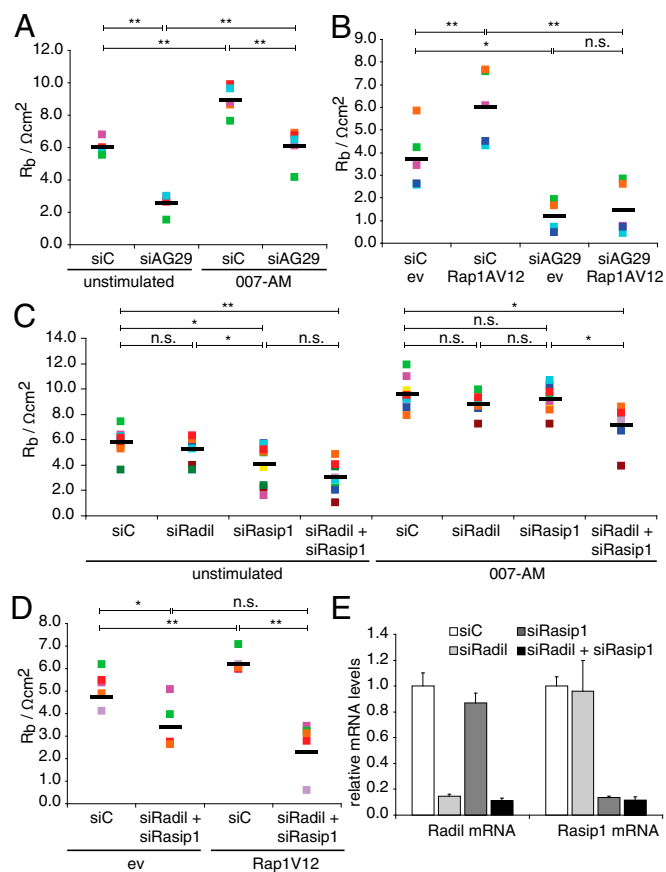 A
** **
** **
R_b / Ωcm²
10.0
8.0
6.0
4.0
2.0
0.0
siC siAG29 siC siAG29
unstimulated 007-AM
B
** **
* n.s.
R_b / Ωcm²
9.0
8.0
7.0
6.0
5.0
4.0
3.0
2.0
1.0
0.0
siC siC siAG29 siAG29
ev Rap1AV12 ev Rap1AV12
C
** *
* n.s.
n.s. * n.s. n.s. n.s. *
R_b / Ωcm²
14.0
12.0
10.0
8.0
6.0
4.0
2.0
0.0
siC siRadil siRasip1 siRadil + siC siRadil siRasip1 siRadil +
siRasip1 siRasip1
unstimulated 007-AM
D
* n.s.
** **
R_b / Ωcm²
8.0
7.0
6.0
5.0
4.0
3.0
2.0
1.0
0.0
siC siRadil + siC siRadil +
siRasip1 siRasip1
ev Rap1V12
E
siC siRasip1
siRadil siRadil + siRasip1
relative mRNA levels
1.4
1.2
1.0
0.8
0.6
0.4
0.2
0.0
Radil mRNA Rasip1 mRNA